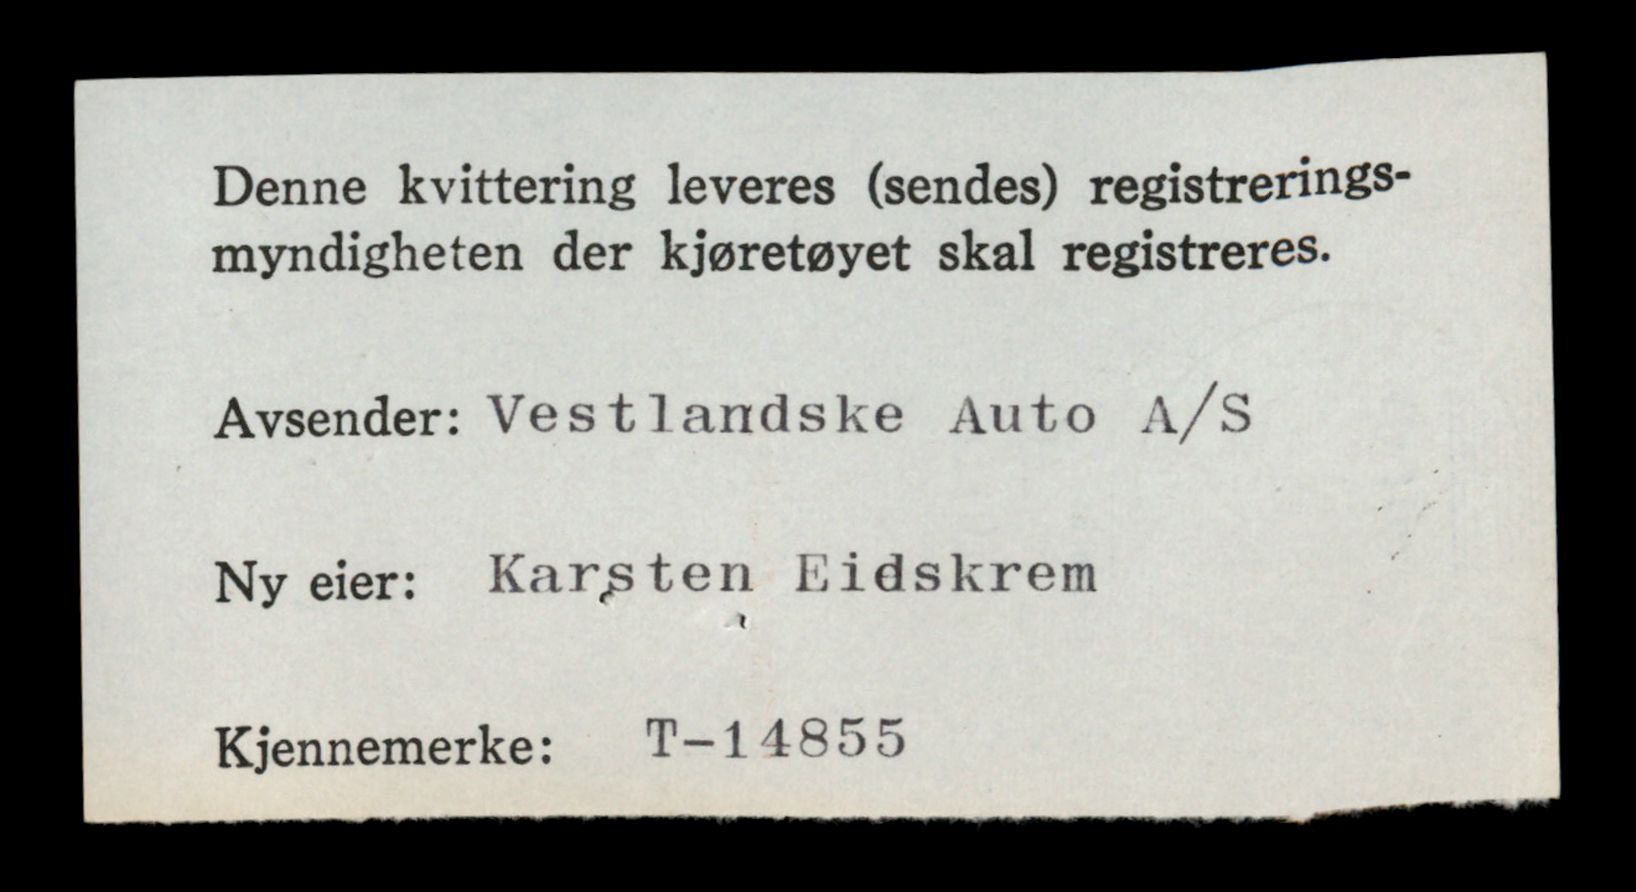 Denne kvittering leveres (sendes) registrerings-
myndigheten der kjøretøyet skal registreres.
Avsender: Vestlandske Auto A/S
Ny eier: Karsten Eidskrem
Kjennemerke: T-14855